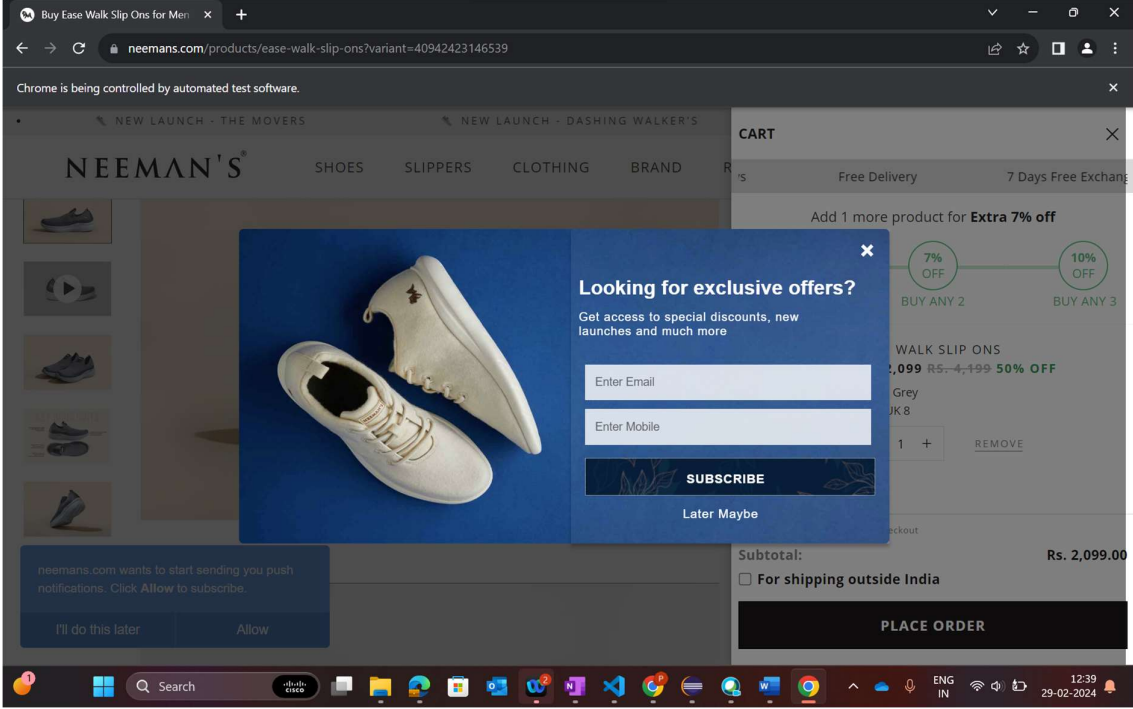 Buy Ease Walk Slip Ons for Men
neemans.com/products/ease-walk-slip-ons?variant=40942423146539
Chrome is being controlled by automated test software.
NEW LAUNCH - THE MOVERS
NEW LAUNCH - DASHING WALKER'S
CART
NEEMAN'S
SHOES SLIPPERS CLOTHING BRAND R
's Free Delivery 7 Days Free Exchang
Add 1 more product for Extra 7% off
7% OFF
10% OFF
BUY ANY 2
BUY ANY 3
Looking for exclusive offers?
Get access to special discounts, new
launches and much more
Enter Email
Enter Mobile
SUBSCRIBE
Later Maybe
WALK SLIP ONS
2,099 RS. 4,199 50% OFF
Grey
UK 8
1 +
REMOVE
eckout
Subtotal: Rs. 2,099.00
For shipping outside India
PLACE ORDER
neemans.com wants to start sending you push
notifications. Click Allow to subscribe.
I'll do this later Allow
1
Search
CISCO
2
P
ENG
IN
12:39
29-02-2024